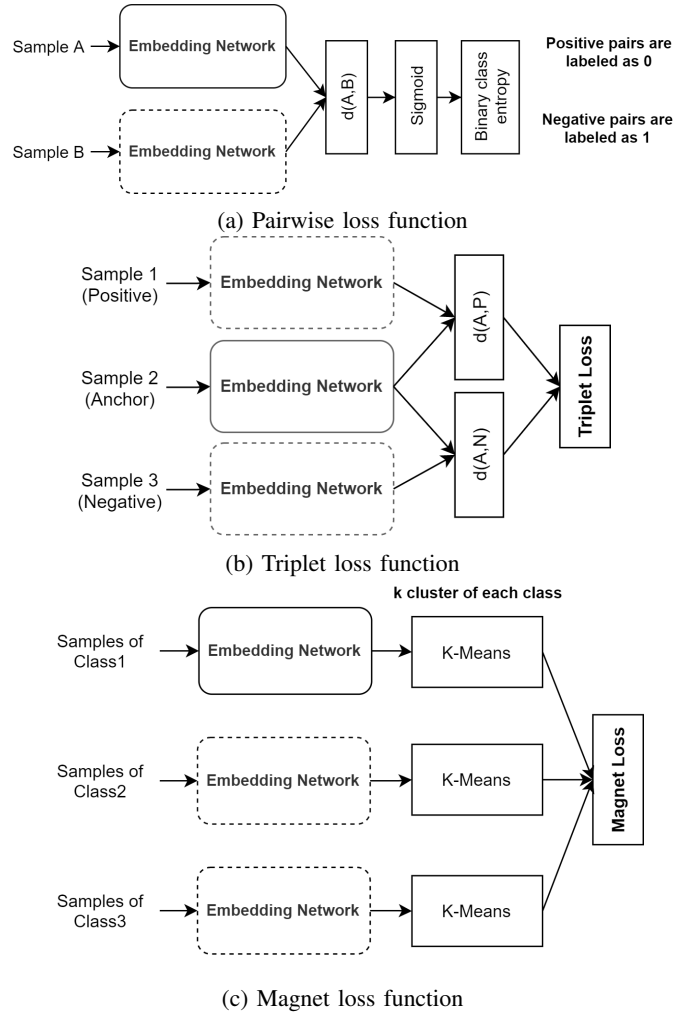 Sample A
Embedding Network
Sample B
Embedding Network
d(A,B)
Sigmoid
Binary class
entropy
Positive pairs are
labeled as 0
Negative pairs are
labeled as 1
(a) Pairwise loss function
Sample 1
(Positive)
Embedding Network
Sample 2
(Anchor)
Embedding Network
Sample 3
(Negative)
Embedding Network
d(A,P)
d(A,N)
Triplet Loss
(b) Triplet loss function
k cluster of each class
Samples of
Class1
Embedding Network
K-Means
Samples of
Class2
Embedding Network
K-Means
Samples of
Class3
Embedding Network
K-Means
Magnet Loss
(c) Magnet loss function